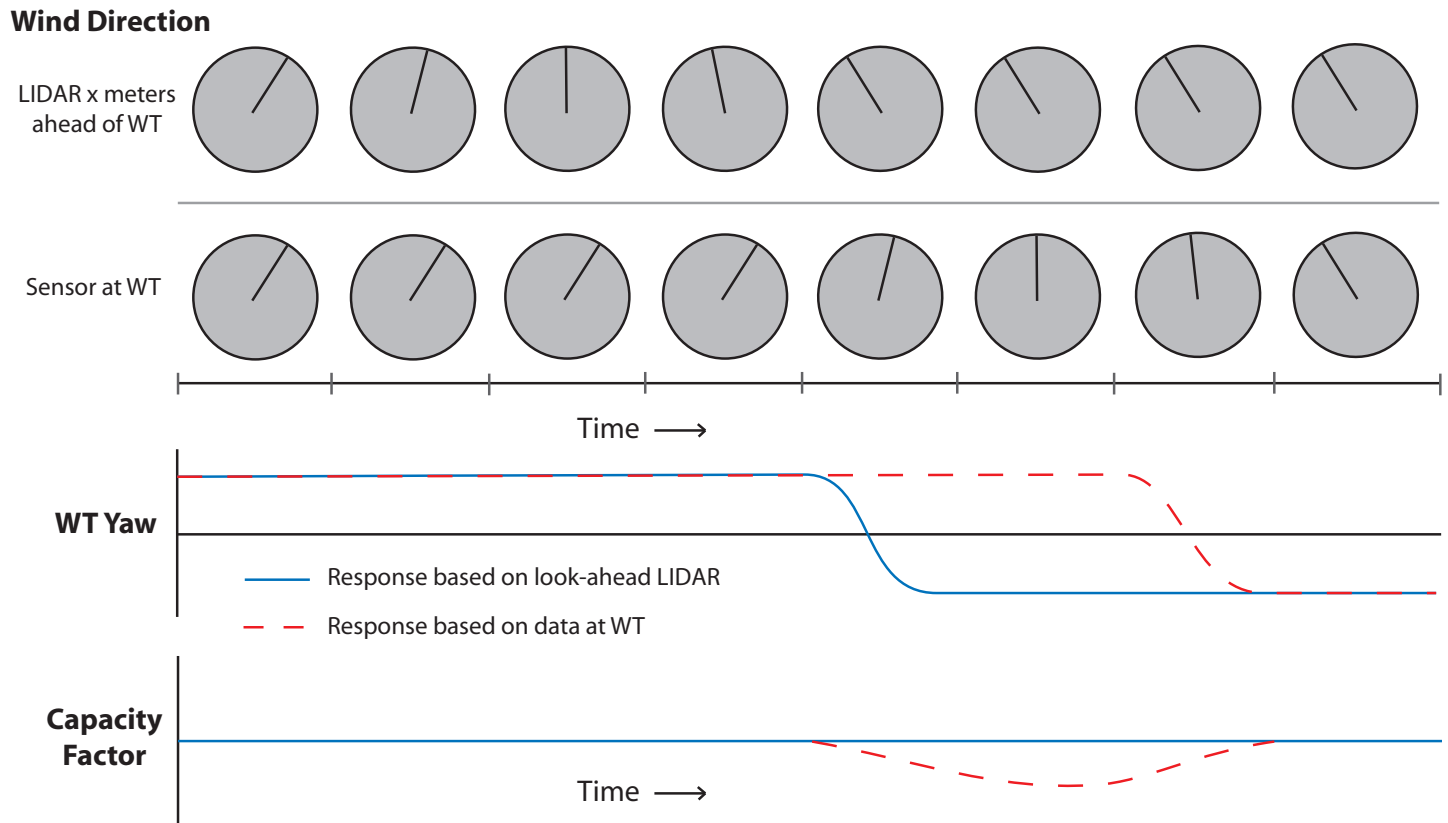 Wind Direction
LIDAR x meters
ahead of WT
Sensor at WT
Time
WT Yaw
Response based on look-ahead LIDAR
Response based on data at WT
Capacity
Factor
Time